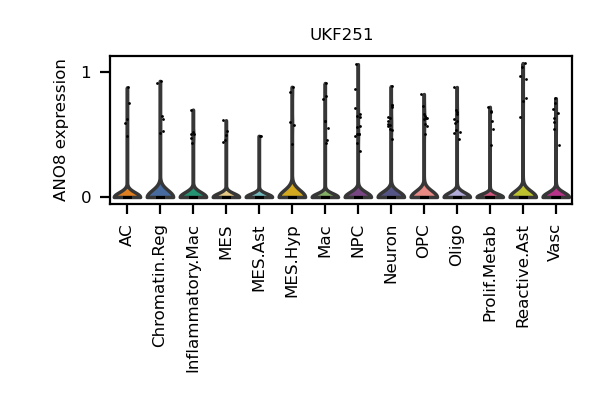 UKF251
ANO8 expression
1
0
AC
Chromatin.Reg
Inflammatory.Mac
MES
MES.Ast
MES.Hyp
Mac
NPC
Neuron
OPC
Oligo
Prolif.Metab
Reactive.Ast
Vasc